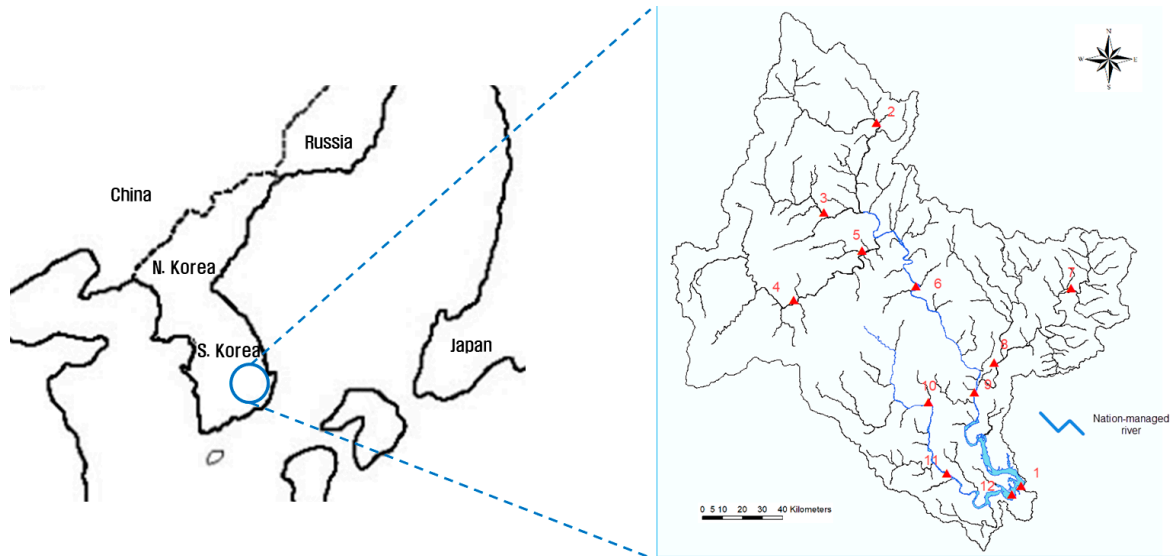 Russia
China
N. Korea
S. Korea
Japan
N
W
E
S
2
3
5
4
6
7
8
9
10
11
12
1
Nation-managed
river
0 5 10 20 30 40 Kilometers